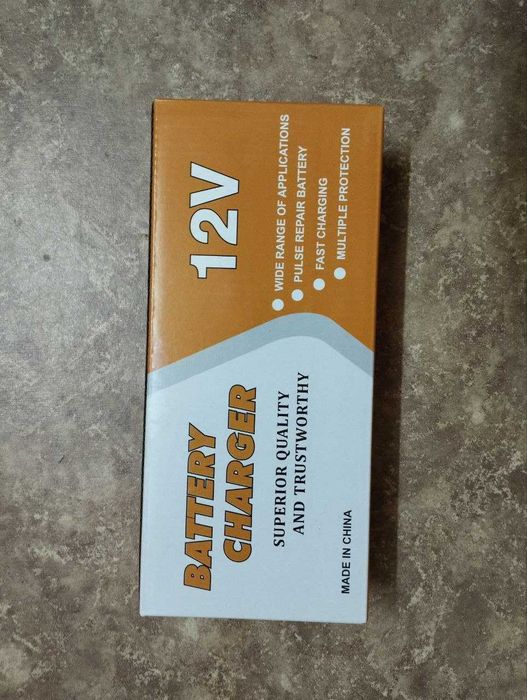 BATTERY
CHARGER
SUPERIOR QUALITY
AND TRUSTWORTHY
MADE IN CHINA
12V
WIDE RANGE OF APPLICATIONS
PULSE REPAIR BATTERY
FAST CHARGING
MULTIPLE PROTECTION